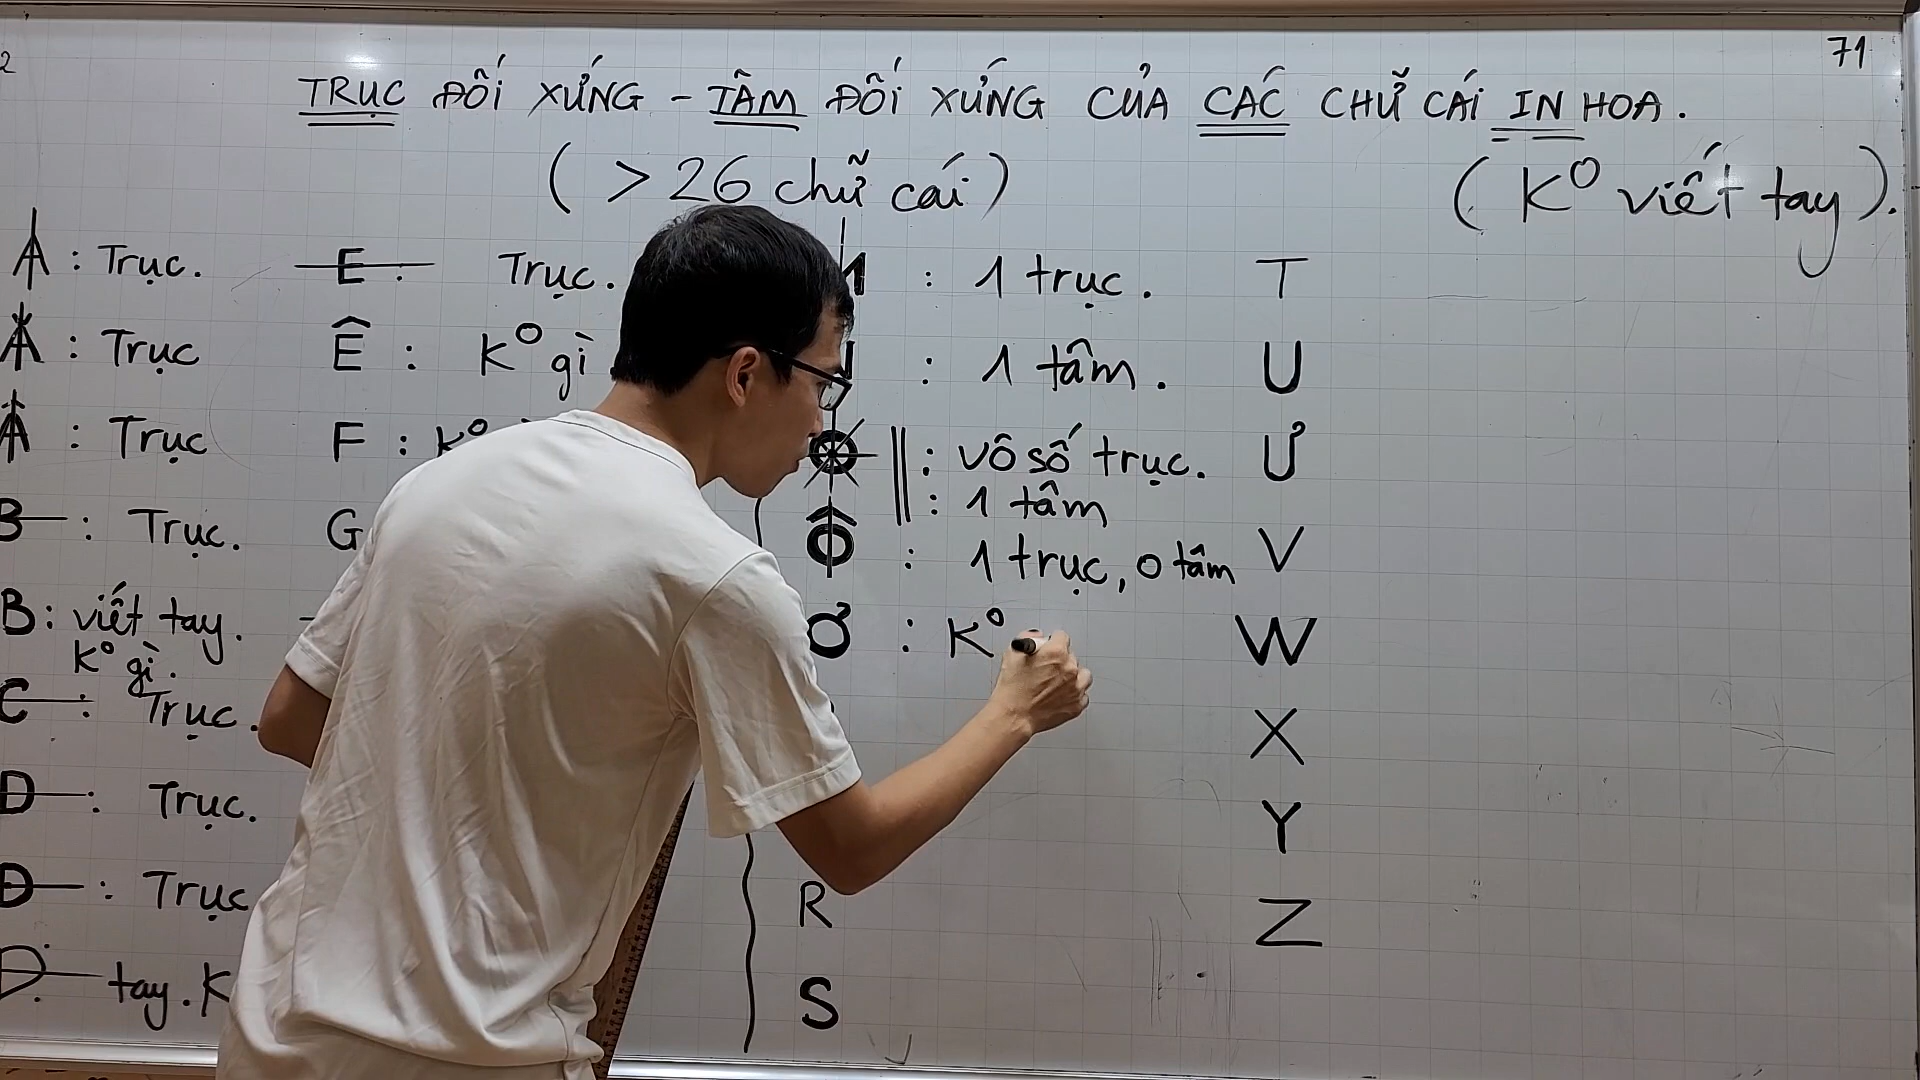 2
71
TRỤC ĐỐI XỨNG - TÂM ĐỐI XỨNG CỦA CÁC CHỮ CÁI IN HOA.
( > 26 chữ cái )
( K⁰ viết tay ).
A : Trục.
Ă : Trục
Â : Trục
B : Trục.
B : viết tay.
K⁰ gì.
C : Trục.
D : Trục.
Đ : Trục
D. tay. K
E : Trục.
Ê : K⁰ gì
F : K⁰
G
M : 1 trục.
N : 1 tâm.
O : vô số trục.
: 1 tâm
Ô : 1 trục, 0 tâm
Ơ : K⁰
R
S
T
U
Ư
V
W
X
Y
Z